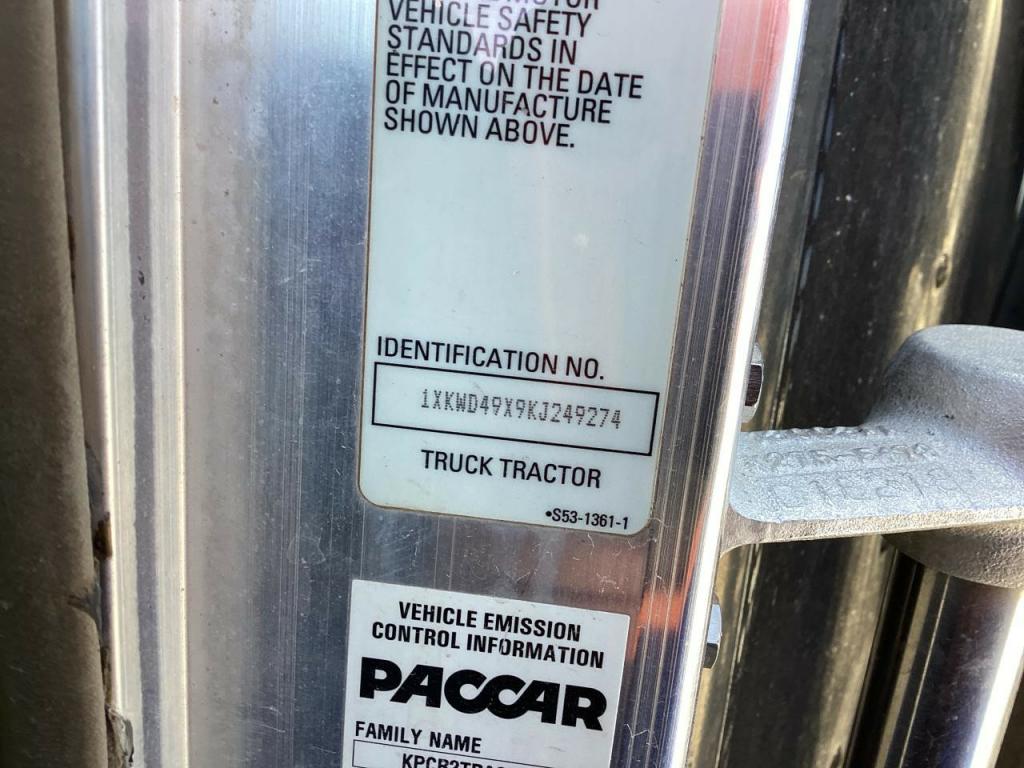 VEHICLE SAFETY
STANDARDS IN
EFFECT ON THE DATE
OF MANUFACTURE
SHOWN ABOVE.
IDENTIFICATION NO.
1XKWD49X9KJ249274
TRUCK TRACTOR
•S53-1361-1
VEHICLE EMISSION
CONTROL INFORMATION
PACCAR
FAMILY NAME